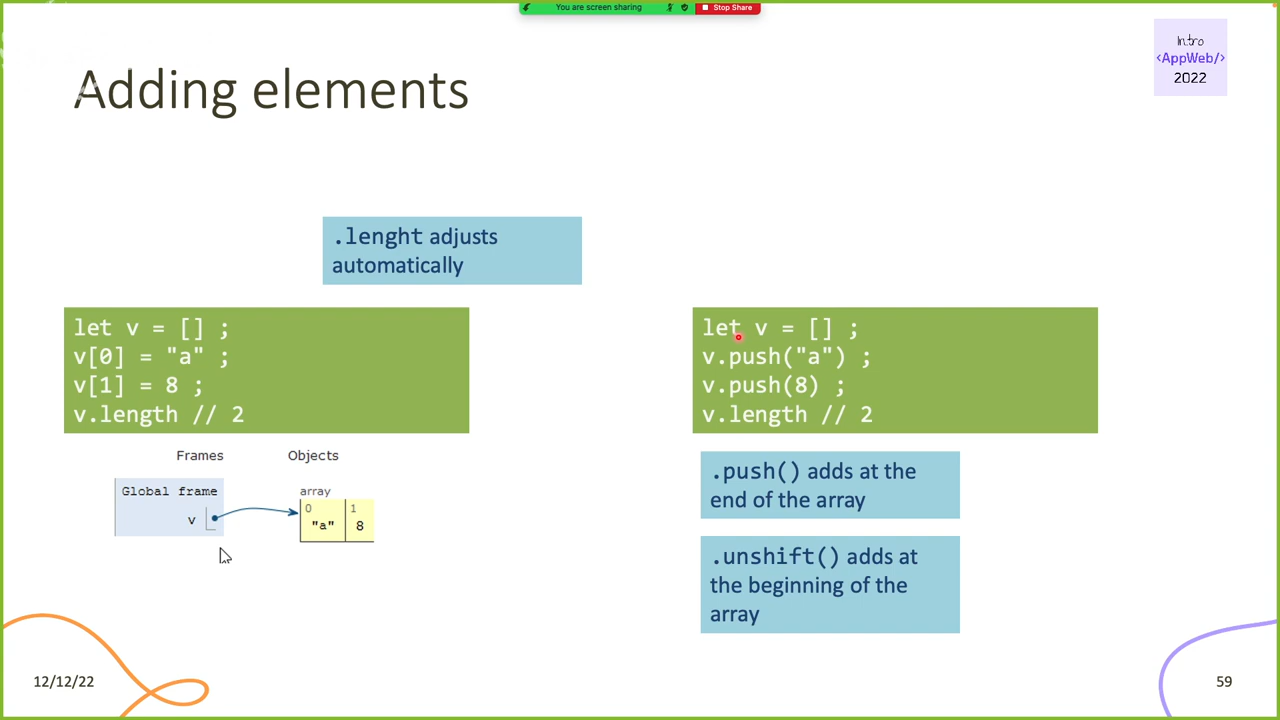 You are screen sharing
Stop Share
Intro
<AppWeb/>
2022
Adding elements
.lenght adjusts
automatically
let v = [] ;
v[0] = "a" ;
v[1] = 8 ;
v.length // 2
Frames
Objects
Global frame
v
array
0
1
"a"
8
let v = [] ;
v.push("a") ;
v.push(8) ;
v.length // 2
.push() adds at the
end of the array
.unshift() adds at
the beginning of the
array
12/12/22
59